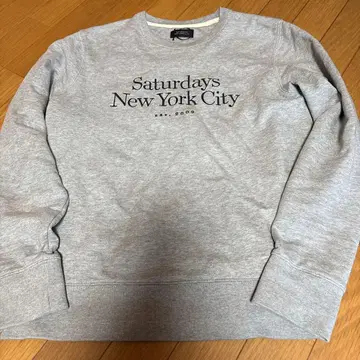 Saturdays
New York City
EST. 2009